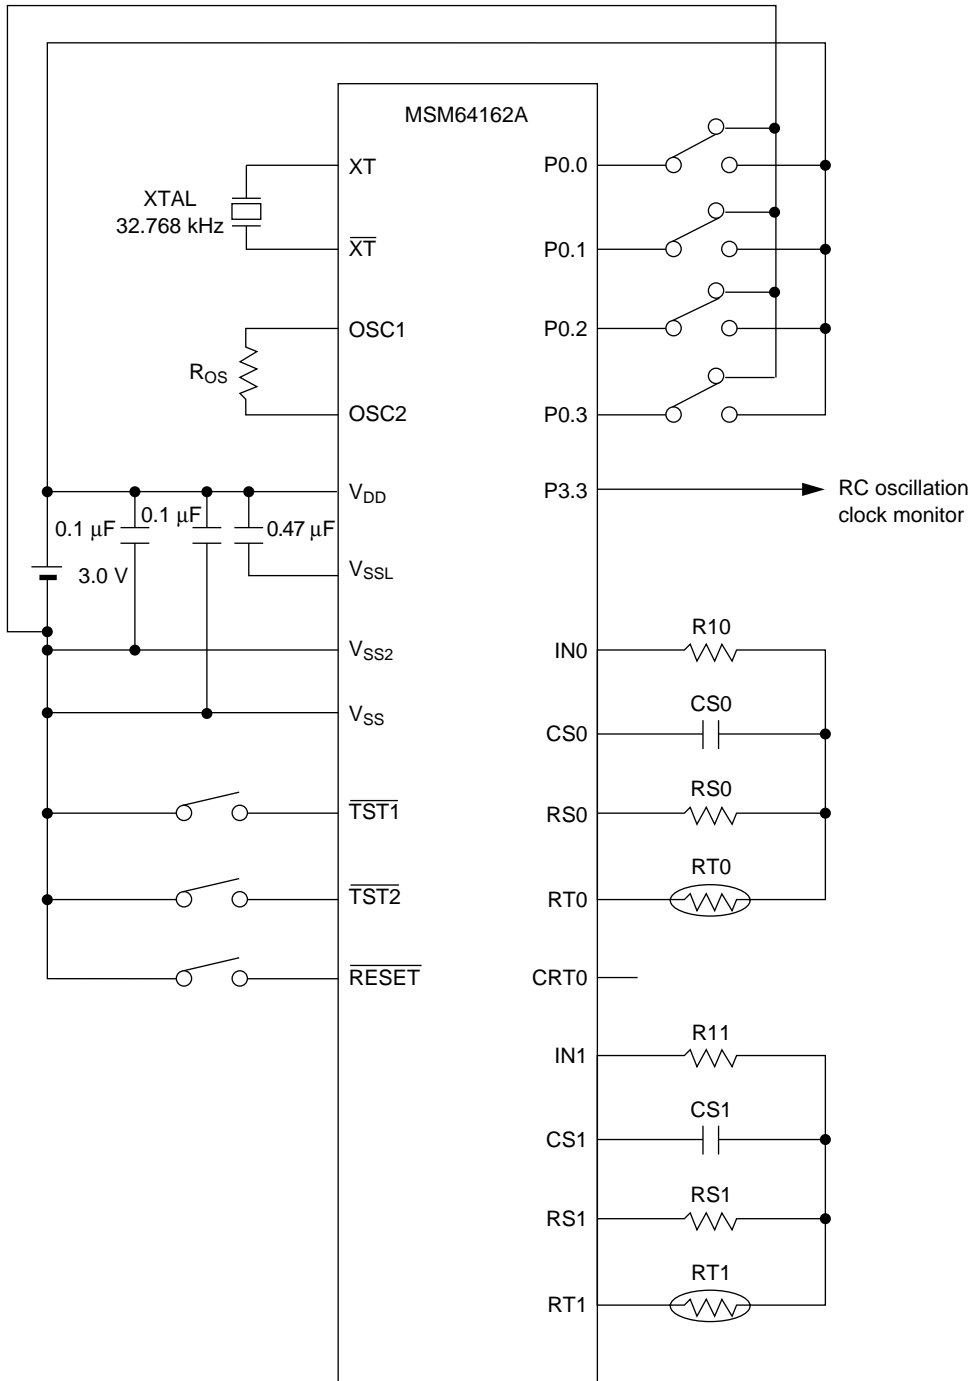 MSM64162A
XT
P0.0
XTAL
32.768 kHz
XT
P0.1
OSC1
P0.2
ROS
OSC2
P0.3
VDD
P3.3
RC oscillation
clock monitor
0.1 μF
0.1 μF
0.47 μF
3.0 V
VSSL
R10
VSS2
IN0
CS0
VSS
CS0
RS0
TST1
RS0
RT0
TST2
RT0
RESET
CRT0
R11
IN1
CS1
CS1
RS1
RS1
RT1
RT1